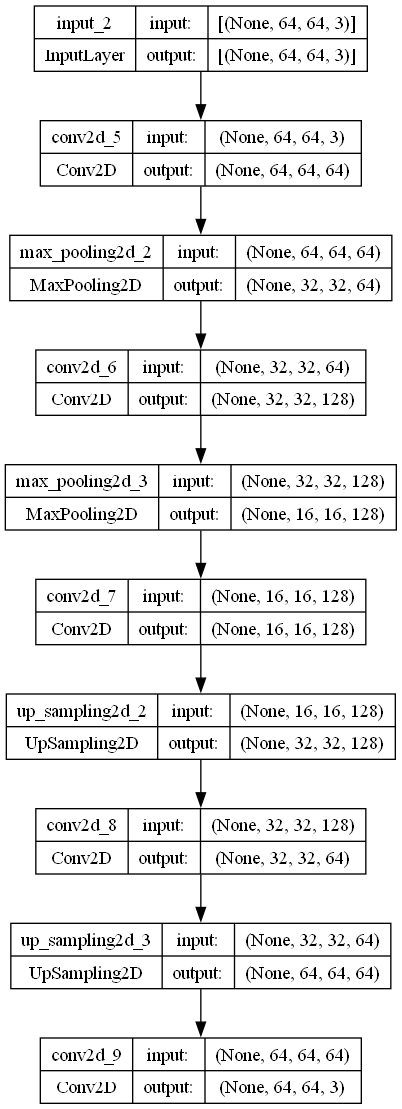 input_2 input: [(None, 64, 64, 3)]
InputLayer output: [(None, 64, 64, 3)]
conv2d_5 input: (None, 64, 64, 3)
Conv2D output: (None, 64, 64, 64)
max_pooling2d_2 input: (None, 64, 64, 64)
MaxPooling2D output: (None, 32, 32, 64)
conv2d_6 input: (None, 32, 32, 64)
Conv2D output: (None, 32, 32, 128)
max_pooling2d_3 input: (None, 32, 32, 128)
MaxPooling2D output: (None, 16, 16, 128)
conv2d_7 input: (None, 16, 16, 128)
Conv2D output: (None, 16, 16, 128)
up_sampling2d_2 input: (None, 16, 16, 128)
UpSampling2D output: (None, 32, 32, 128)
conv2d_8 input: (None, 32, 32, 128)
Conv2D output: (None, 32, 32, 64)
up_sampling2d_3 input: (None, 32, 32, 64)
UpSampling2D output: (None, 64, 64, 64)
conv2d_9 input: (None, 64, 64, 64)
Conv2D output: (None, 64, 64, 3)